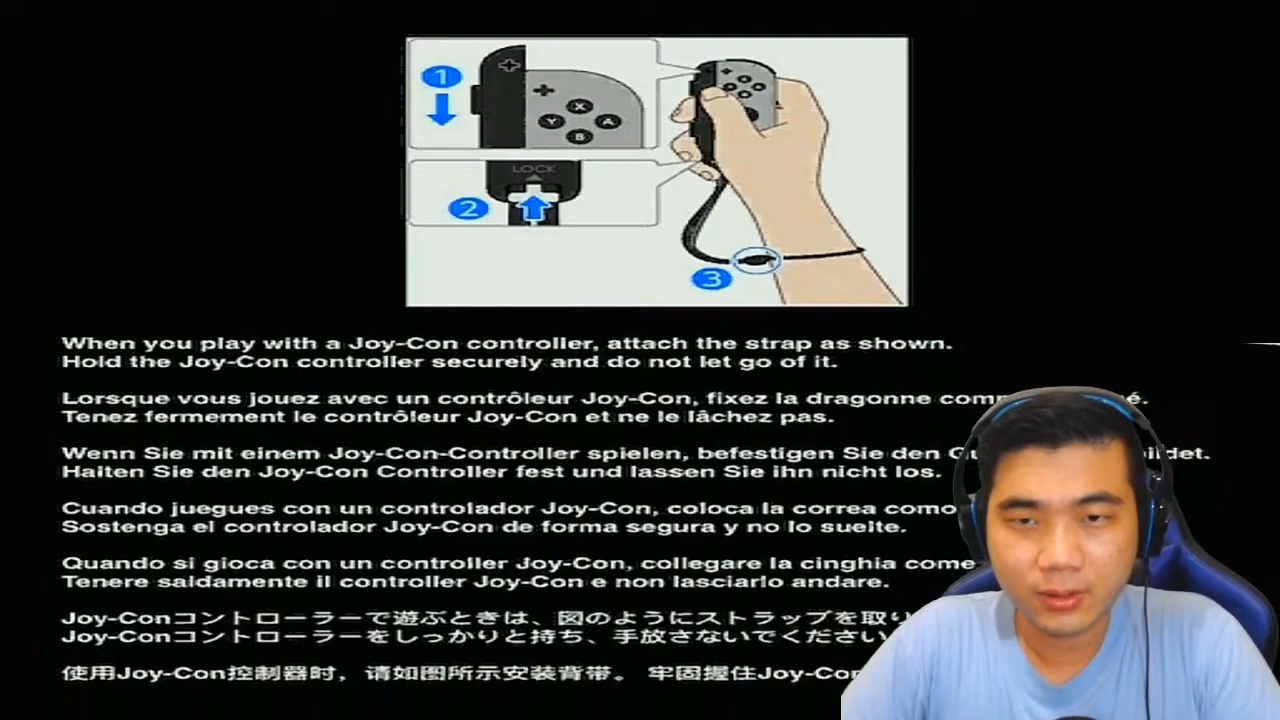 1
X
Y
A
B
LOCK
2
3
When you play with a Joy-Con controller, attach the strap as shown.
Hold the Joy-Con controller securely and do not let go of it.
Lorsque vous jouez avec un contrôleur Joy-Con, fixez la dragonne
Tenez fermement le contrôleur Joy-Con et ne le lâchez pas.
Wenn Sie mit einem Joy-Con-Controller spielen, befestigen Sie den
Halten Sie den Joy-Con Controller fest und lassen Sie ihn nicht los.
Cuando juegues con un controlador Joy-Con, coloca la correa como
Sostenga el controlador Joy-Con de forma segura y no lo suelte.
Quando si gioca con un controller Joy-Con, collegare la cinghia come
Tenere saldamente il controller Joy-Con e non lasciarlo andare.
Joy-Conコントローラーで遊ぶときは、図のようにストラップを取り
Joy-Conコントローラーをしっかりと持ち、手放さないでください
使用Joy-Con控制器时，请如图所示安装背带。 牢固握住Joy-Con